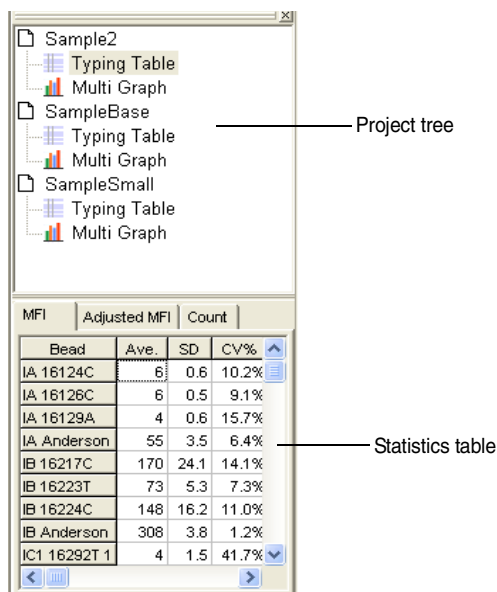 Sample2
Typing Table
Multi Graph
SampleBase
Typing Table
Multi Graph
SampleSmall
Typing Table
Multi Graph
Project tree
MFI Adjusted MFI Count
Bead Ave. SD CV%
IA 16124C 6 0.6 10.2%
IA 16126C 6 0.5 9.1%
IA 16129A 4 0.6 15.7%
IA Anderson 55 3.5 6.4%
IB 16217C 170 24.1 14.1%
IB 16223T 73 5.3 7.3%
IB 16224C 148 16.2 11.0%
IB Anderson 308 3.8 1.2%
IC1 16292T 1 4 1.5 41.7%
Statistics table